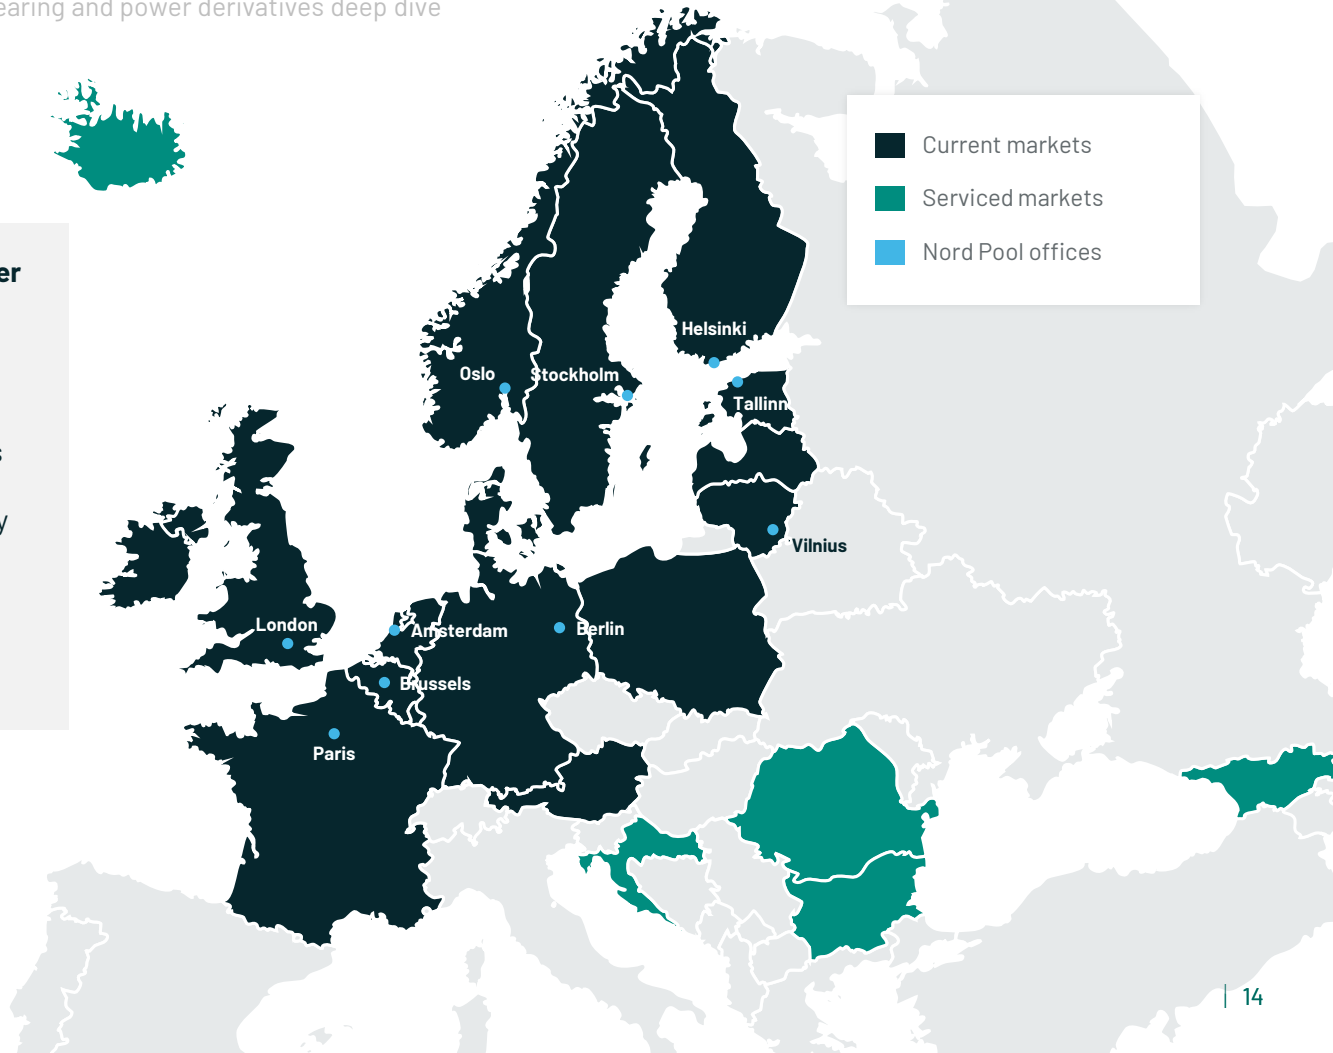 earing and power derivatives deep dive
er
s
y
Current markets
Serviced markets
Nord Pool offices
Helsinki
Oslo
Stockholm
Tallinn
Vilnius
London
Amsterdam
Berlin
Brussels
Paris
| 14